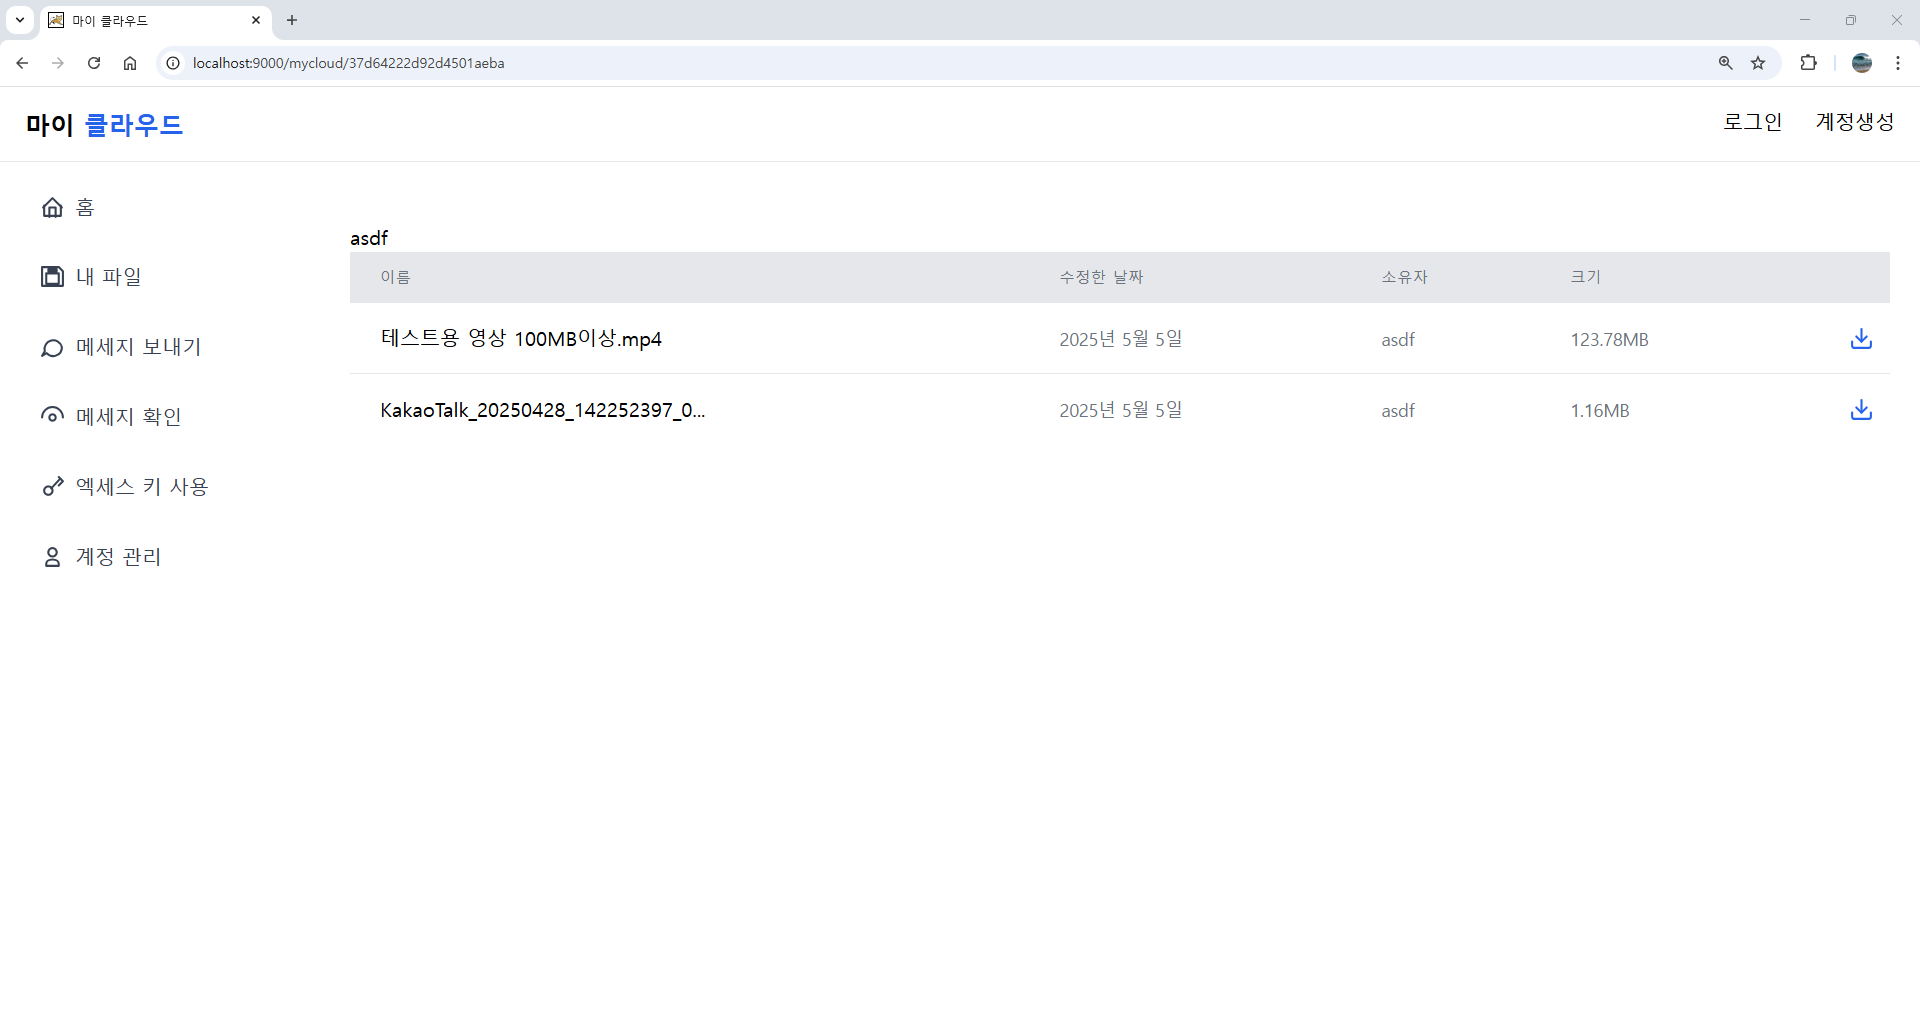 마이 클라우드
localhost:9000/mycloud/37d64222d92d4501aeba
마이 클라우드
로그인 계정생성
홈
내 파일
메세지 보내기
메세지 확인
엑세스 키 사용
계정 관리
asdf
이름 수정한 날짜 소유자 크기
테스트용 영상 100MB이상.mp4 2025년 5월 5일 asdf 123.78MB
KakaoTalk_20250428_142252397_0... 2025년 5월 5일 asdf 1.16MB